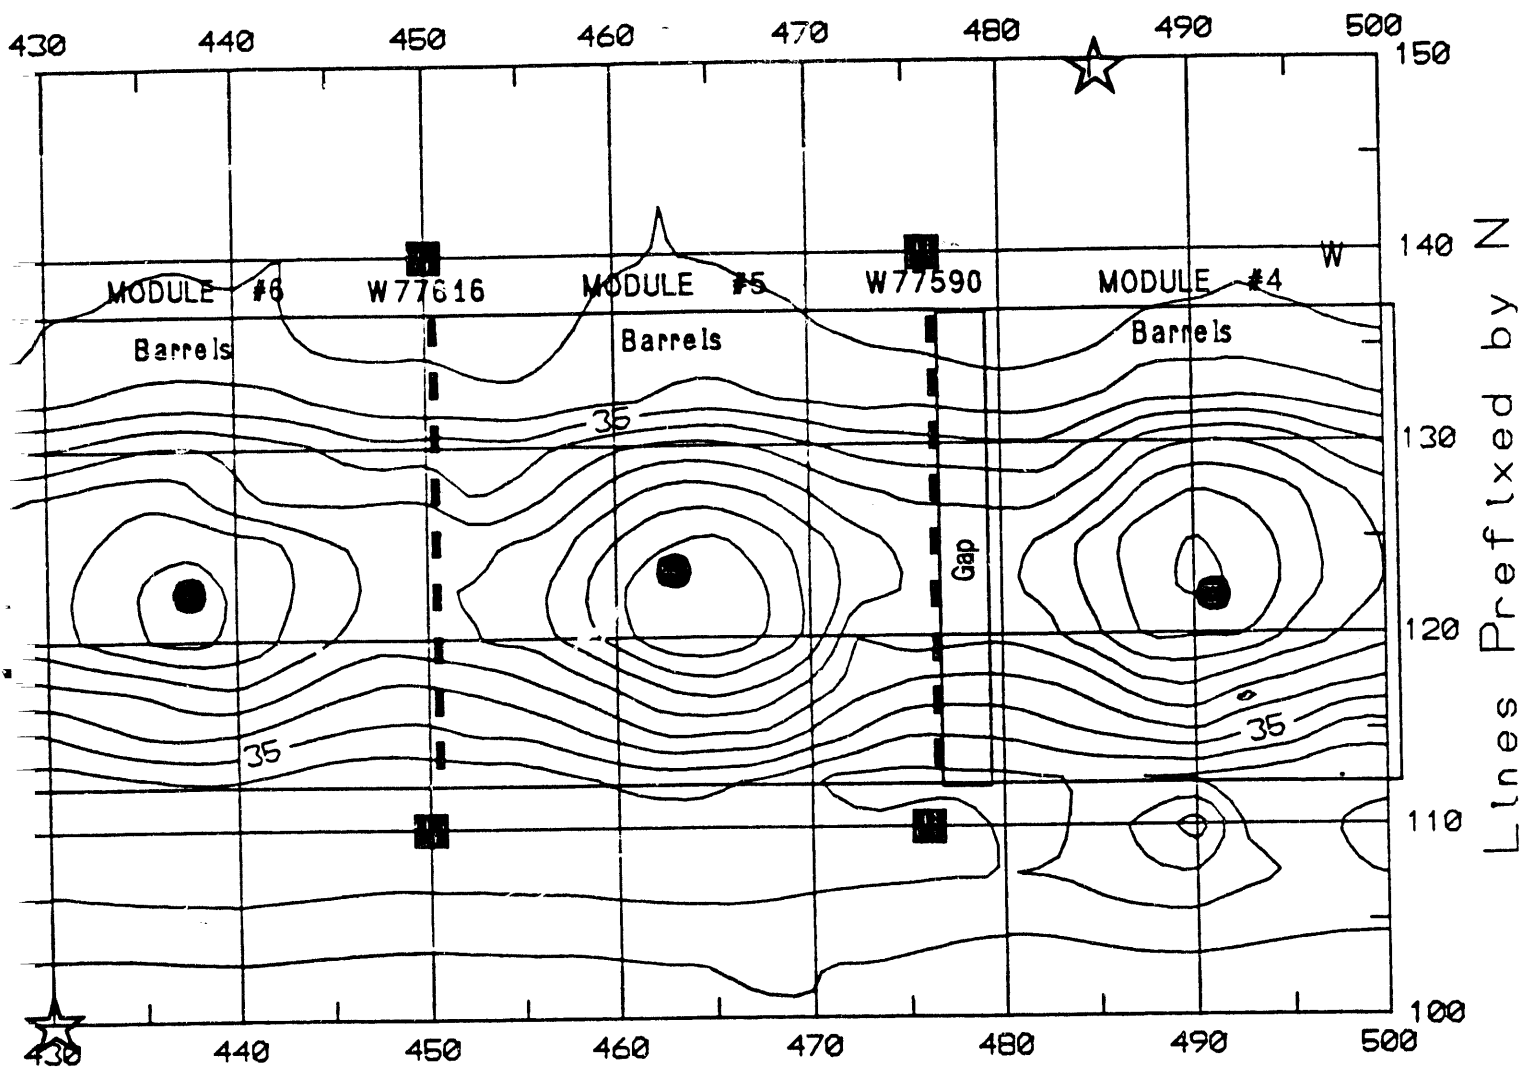 430 440 450 460 470 480 490 500
150
140
W
MODULE #6 W77616 MODULE #5 W77590 MODULE #4
Barrels Barrels Barrels
35
130
Gap
120
35 35
110
100
430 440 450 460 470 480 490 500
Lines Prefixed by N